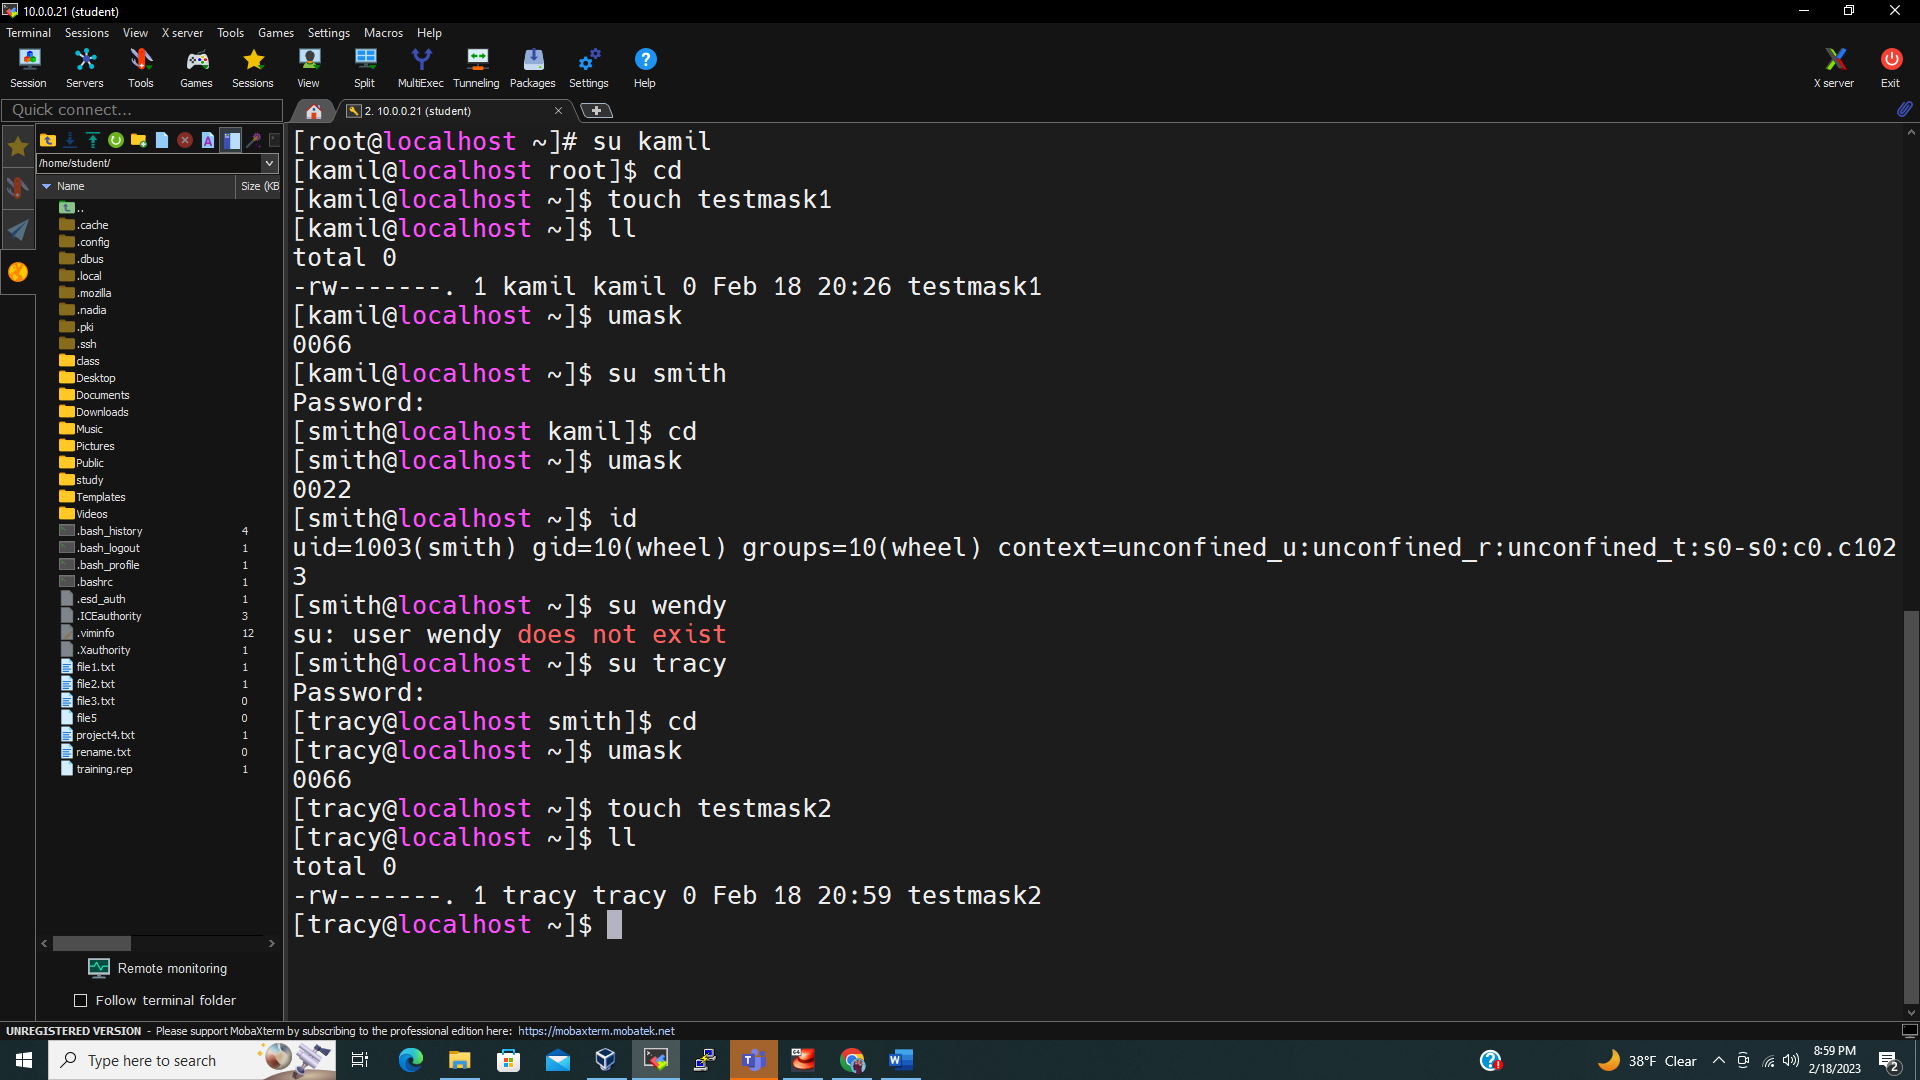 10.0.0.21 (student)
Terminal Sessions View X server Tools Games Settings Macros Help
Session Servers Tools Games Sessions View Split MultiExec Tunneling Packages Settings Help X server Exit
Quick connect...
2. 10.0.0.21 (student)
/home/student/
Name Size (KB
..
.cache
.config
.dbus
.local
.mozilla
.nadia
.pki
.ssh
class
Desktop
Documents
Downloads
Music
Pictures
Public
study
Templates
Videos
.bash_history 4
.bash_logout 1
.bash_profile 1
.bashrc 1
.esd_auth 1
.ICEauthority 3
.viminfo 12
.Xauthority 1
file1.txt 1
file2.txt 1
file3.txt 0
file5 0
project4.txt 1
rename.txt 0
training.rep 1
Remote monitoring
Follow terminal folder
[root@localhost ~]# su kamil
[kamil@localhost root]$ cd
[kamil@localhost ~]$ touch testmask1
[kamil@localhost ~]$ ll
total 0
-rw-------. 1 kamil kamil 0 Feb 18 20:26 testmask1
[kamil@localhost ~]$ umask
0066
[kamil@localhost ~]$ su smith
Password:
[smith@localhost kamil]$ cd
[smith@localhost ~]$ umask
0022
[smith@localhost ~]$ id
uid=1003(smith) gid=10(wheel) groups=10(wheel) context=unconfined_u:unconfined_r:unconfined_t:s0-s0:c0.c102
3
[smith@localhost ~]$ su wendy
su: user wendy does not exist
[smith@localhost ~]$ su tracy
Password:
[tracy@localhost smith]$ cd
[tracy@localhost ~]$ umask
0066
[tracy@localhost ~]$ touch testmask2
[tracy@localhost ~]$ ll
total 0
-rw-------. 1 tracy tracy 0 Feb 18 20:59 testmask2
[tracy@localhost ~]$
UNREGISTERED VERSION - Please support MobaXterm by subscribing to the professional edition here: https://mobaxterm.mobatek.net
Type here to search
38°F Clear
8:59 PM
2/18/2023
2